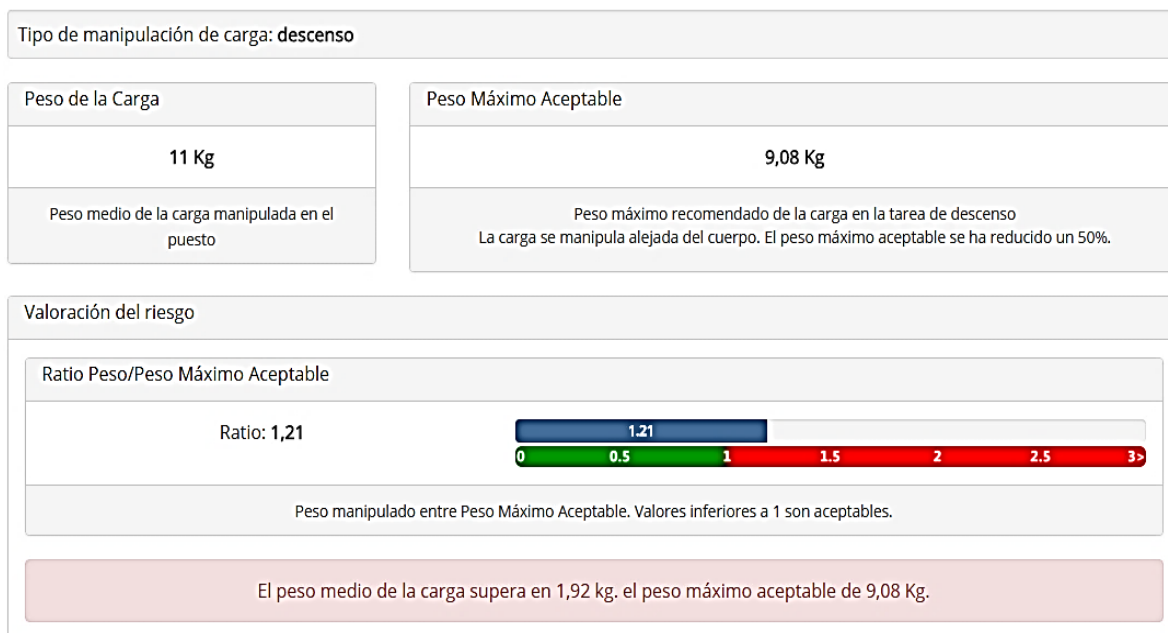 Tipo de manipulación de carga: descenso
Peso de la Carga
11 Kg
Peso medio de la carga manipulada en el
puesto
Peso Máximo Aceptable
9,08 Kg
Peso máximo recomendado de la carga en la tarea de descenso
La carga se manipula alejada del cuerpo. El peso máximo aceptable se ha reducido un 50%.
Valoración del riesgo
Ratio Peso/Peso Máximo Aceptable
Ratio: 1,21
1.21
0 0.5 1 1.5 2 2.5 3>
Peso manipulado entre Peso Máximo Aceptable. Valores inferiores a 1 son aceptables.
El peso medio de la carga supera en 1,92 kg. el peso máximo aceptable de 9,08 Kg.